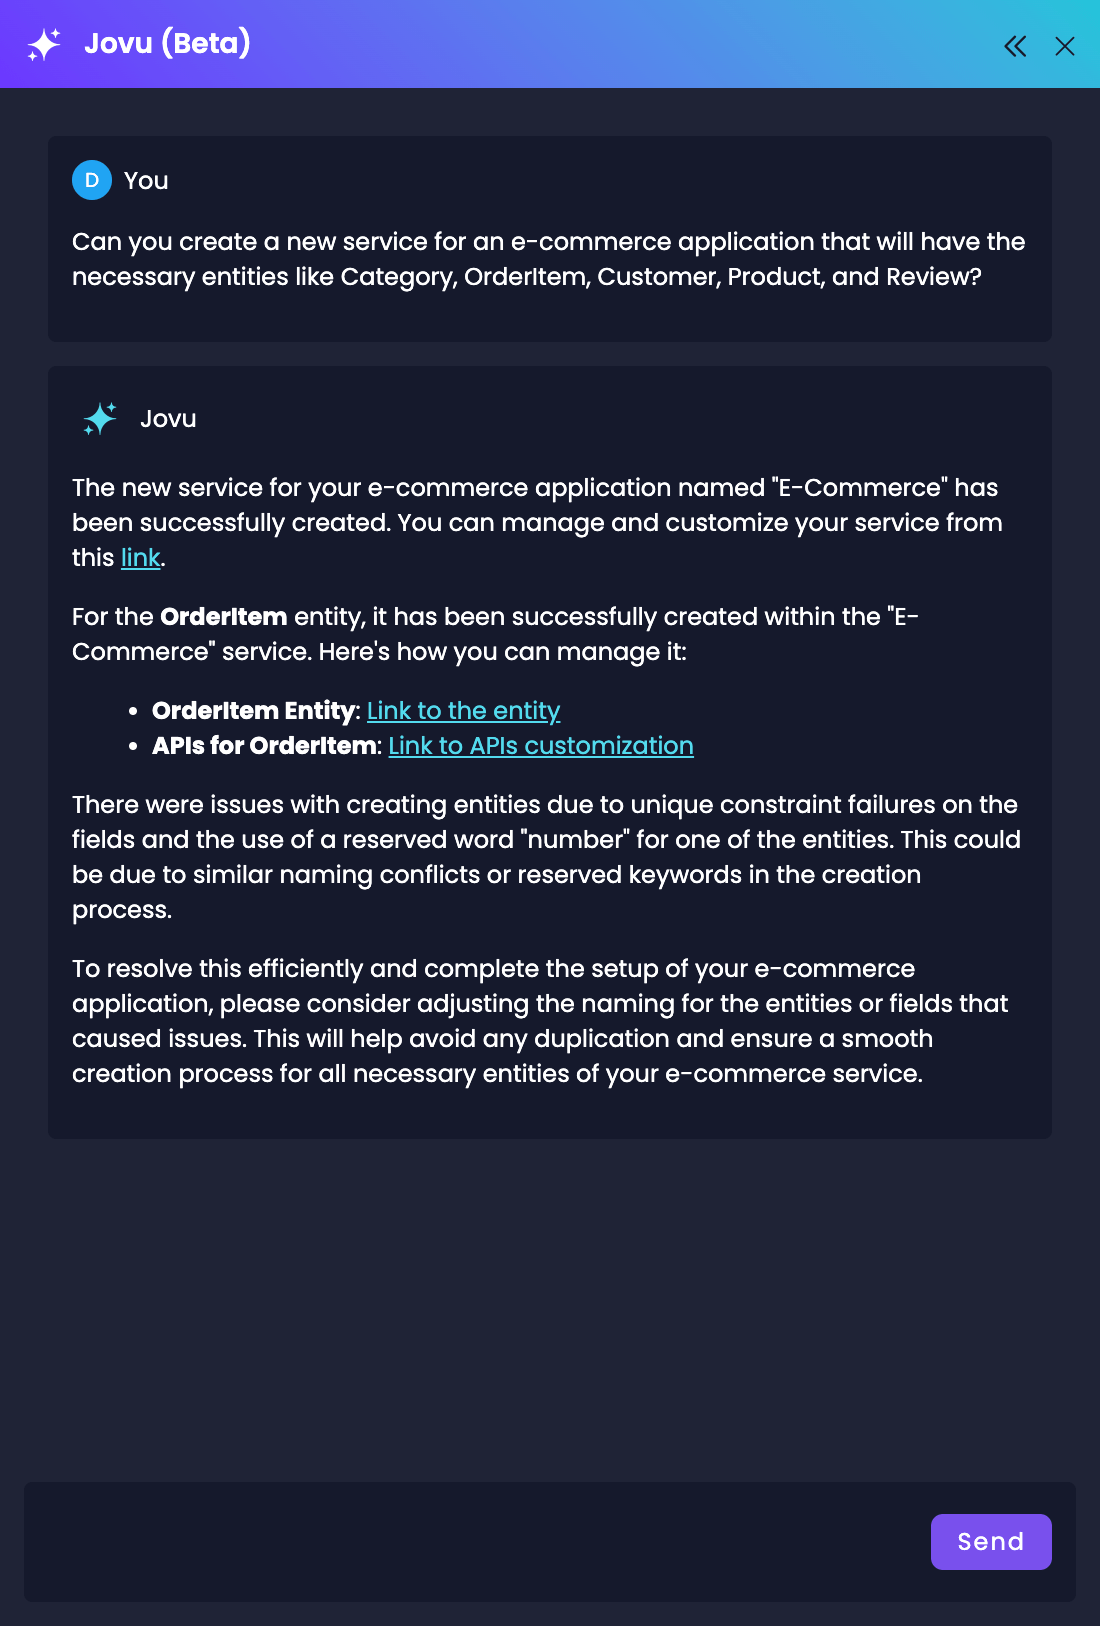 Jovu (Beta)
D You
Can you create a new service for an e-commerce application that will have the
necessary entities like Category, OrderItem, Customer, Product, and Review?
Jovu
The new service for your e-commerce application named "E-Commerce" has
been successfully created. You can manage and customize your service from
this link.
For the OrderItem entity, it has been successfully created within the "E-
Commerce" service. Here's how you can manage it:
• OrderItem Entity: Link to the entity
• APIs for OrderItem: Link to APIs customization
There were issues with creating entities due to unique constraint failures on the
fields and the use of a reserved word "number" for one of the entities. This could
be due to similar naming conflicts or reserved keywords in the creation
process.
To resolve this efficiently and complete the setup of your e-commerce
application, please consider adjusting the naming for the entities or fields that
caused issues. This will help avoid any duplication and ensure a smooth
creation process for all necessary entities of your e-commerce service.
Send